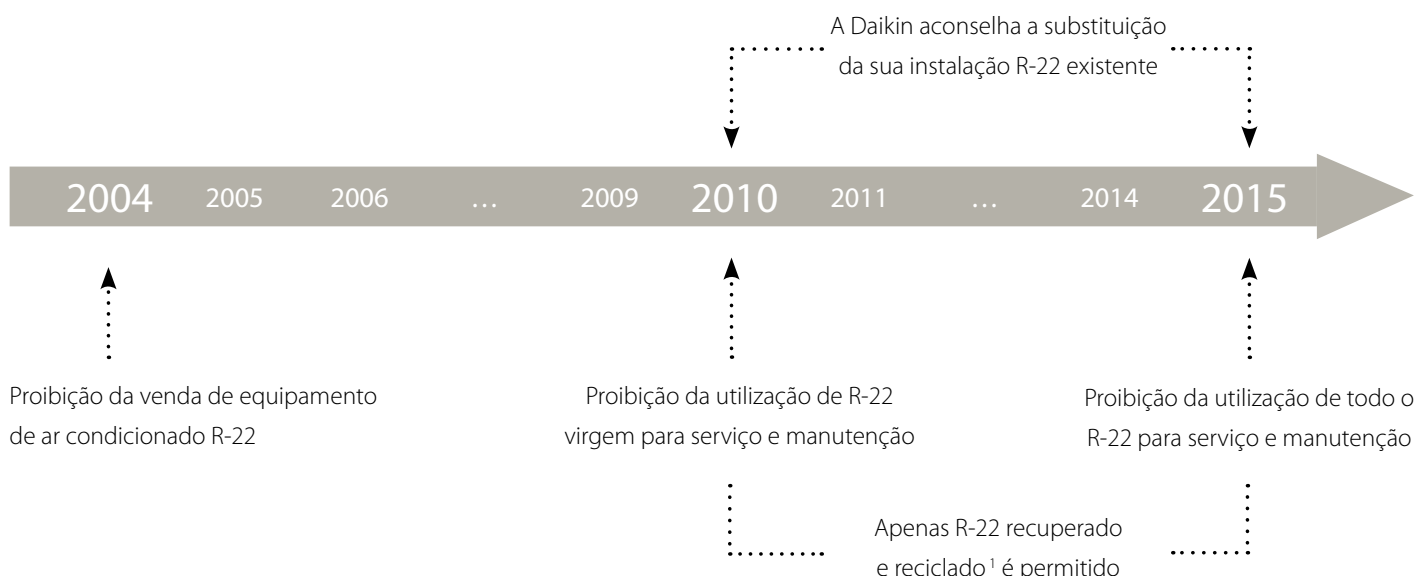 A Daikin aconselha a substituição
da sua instalação R-22 existente
2004 2005 2006 ... 2009 2010 2011 ... 2014 2015
Proibição da venda de equipamento
de ar condicionado R-22
Proibição da utilização de R-22
virgem para serviço e manutenção
Proibição da utilização de todo o
R-22 para serviço e manutenção
Apenas R-22 recuperado
e reciclado¹ é permitido